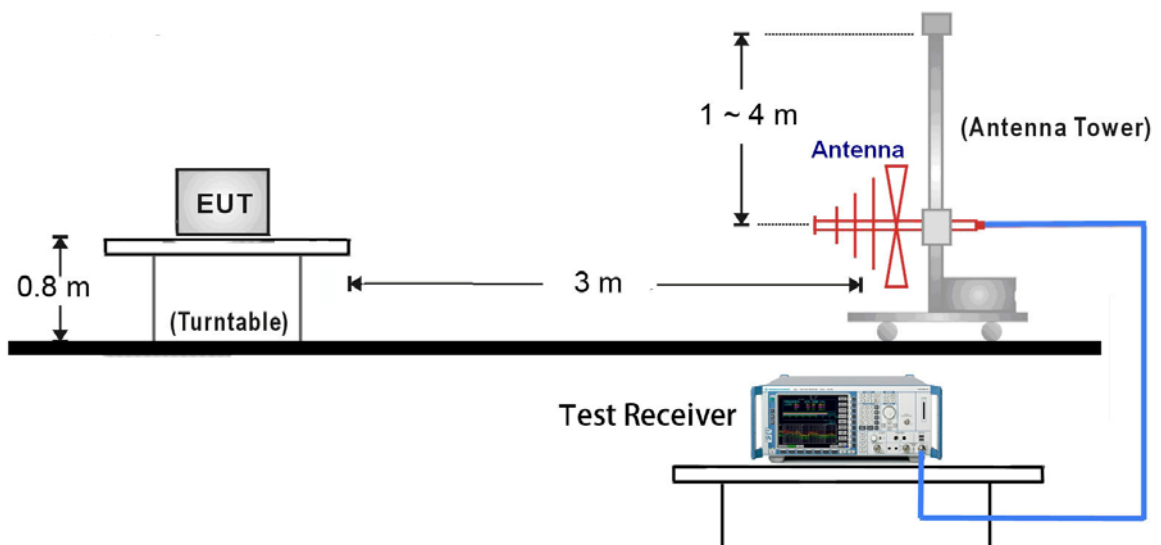 1 ~ 4 m
(Antenna Tower)
Antenna
EUT
0.8 m
3 m
(Turntable)
Test Receiver